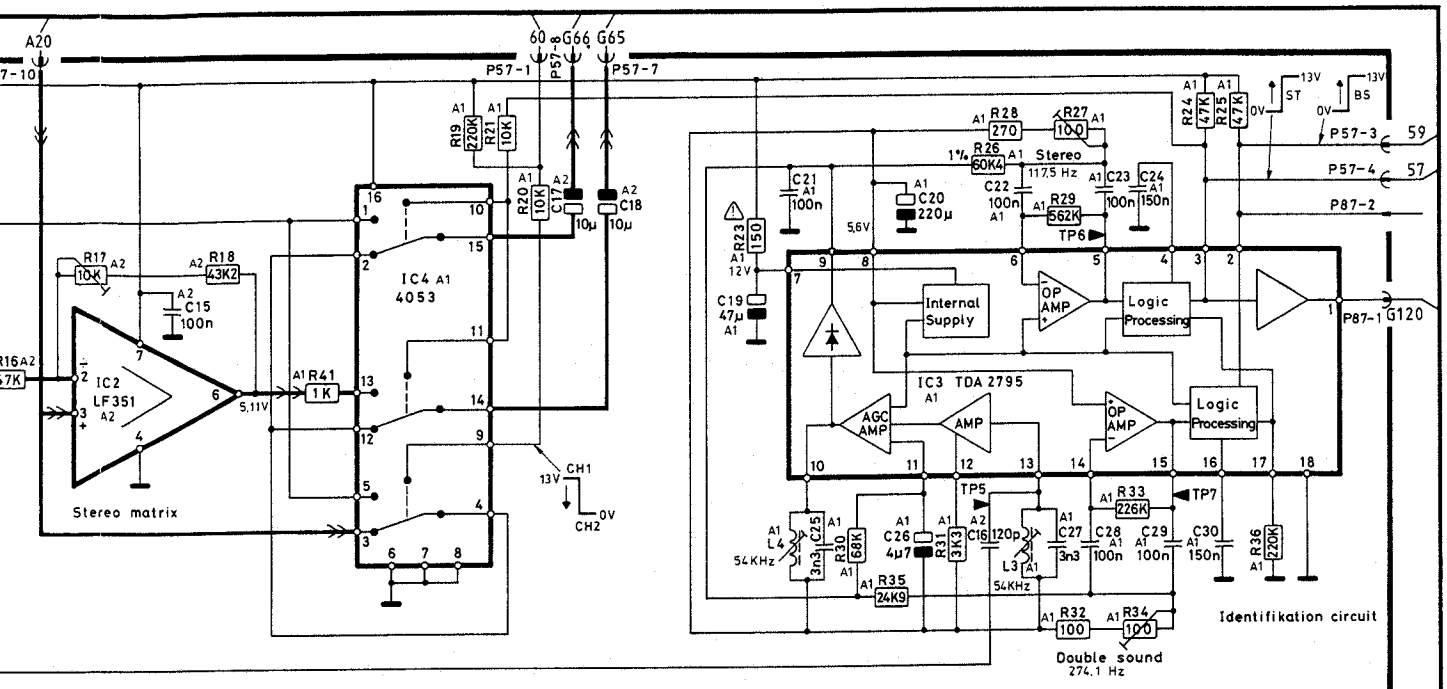 A20
60 G66 G65
7-10
P57-1
P57-8
P57-7
A1
R19
220K
A1
R21
10K
A1
R20
10K
A2
C17
10µ
A2
C18
10µ
16
1
2
10
15
IC4 A1
4053
11
13
14
12
9
5
4
3
6 7 8
R17
10K
A2
A2 R18
43K2
A2
C15
100n
R16 A2
47K
2
3
+
-
IC2
LF351
A2
7
6
4
5,11V
A1 R41
1K
Stereo matrix
CH1
13V
0V
CH2
A1 R28
270
R27
100
A1
1% R26
60K4
A1
Stereo
117,5 Hz
C21
A1
100n
A1
C20
220µ
5,6V
C22
100n
A1
A1 R29
562K
A1
C23
100n
C24
A1
150n
TP6
⚠
R23
150
A1
12V
C19
47µ
A1
A1
R24
47K
A1
R25
47K
13V
ST
0V
13V
BS
0V
P57-3 59
P57-4 57
P87-2
P87-1 G120
7 9 8 6 5 4 3 2 1
Internal
Supply
-
OP
AMP
+
Logic
Processing
IC3 TDA 2795
A1
AGC
AMP
AMP
+
OP
AMP
-
Logic
Processing
10 11 12 13 14 15 16 17 18
TP5
TP7
A1
L4
54KHz
C25
3n3
R30
68K
A1
A1
C26
4µ7
R31
3K3
A1
A2
C16 120p
A1
L3
54KHz
A1
C27
3n3
A1
A1 R33
226K
C28
A1
100n
C29
A1
100n
C30
A1
150n
R36
220K
A1
A1 R35
24K9
A1 R32
100
A1 R34
100
Double sound
274.1 Hz
Identifikation circuit